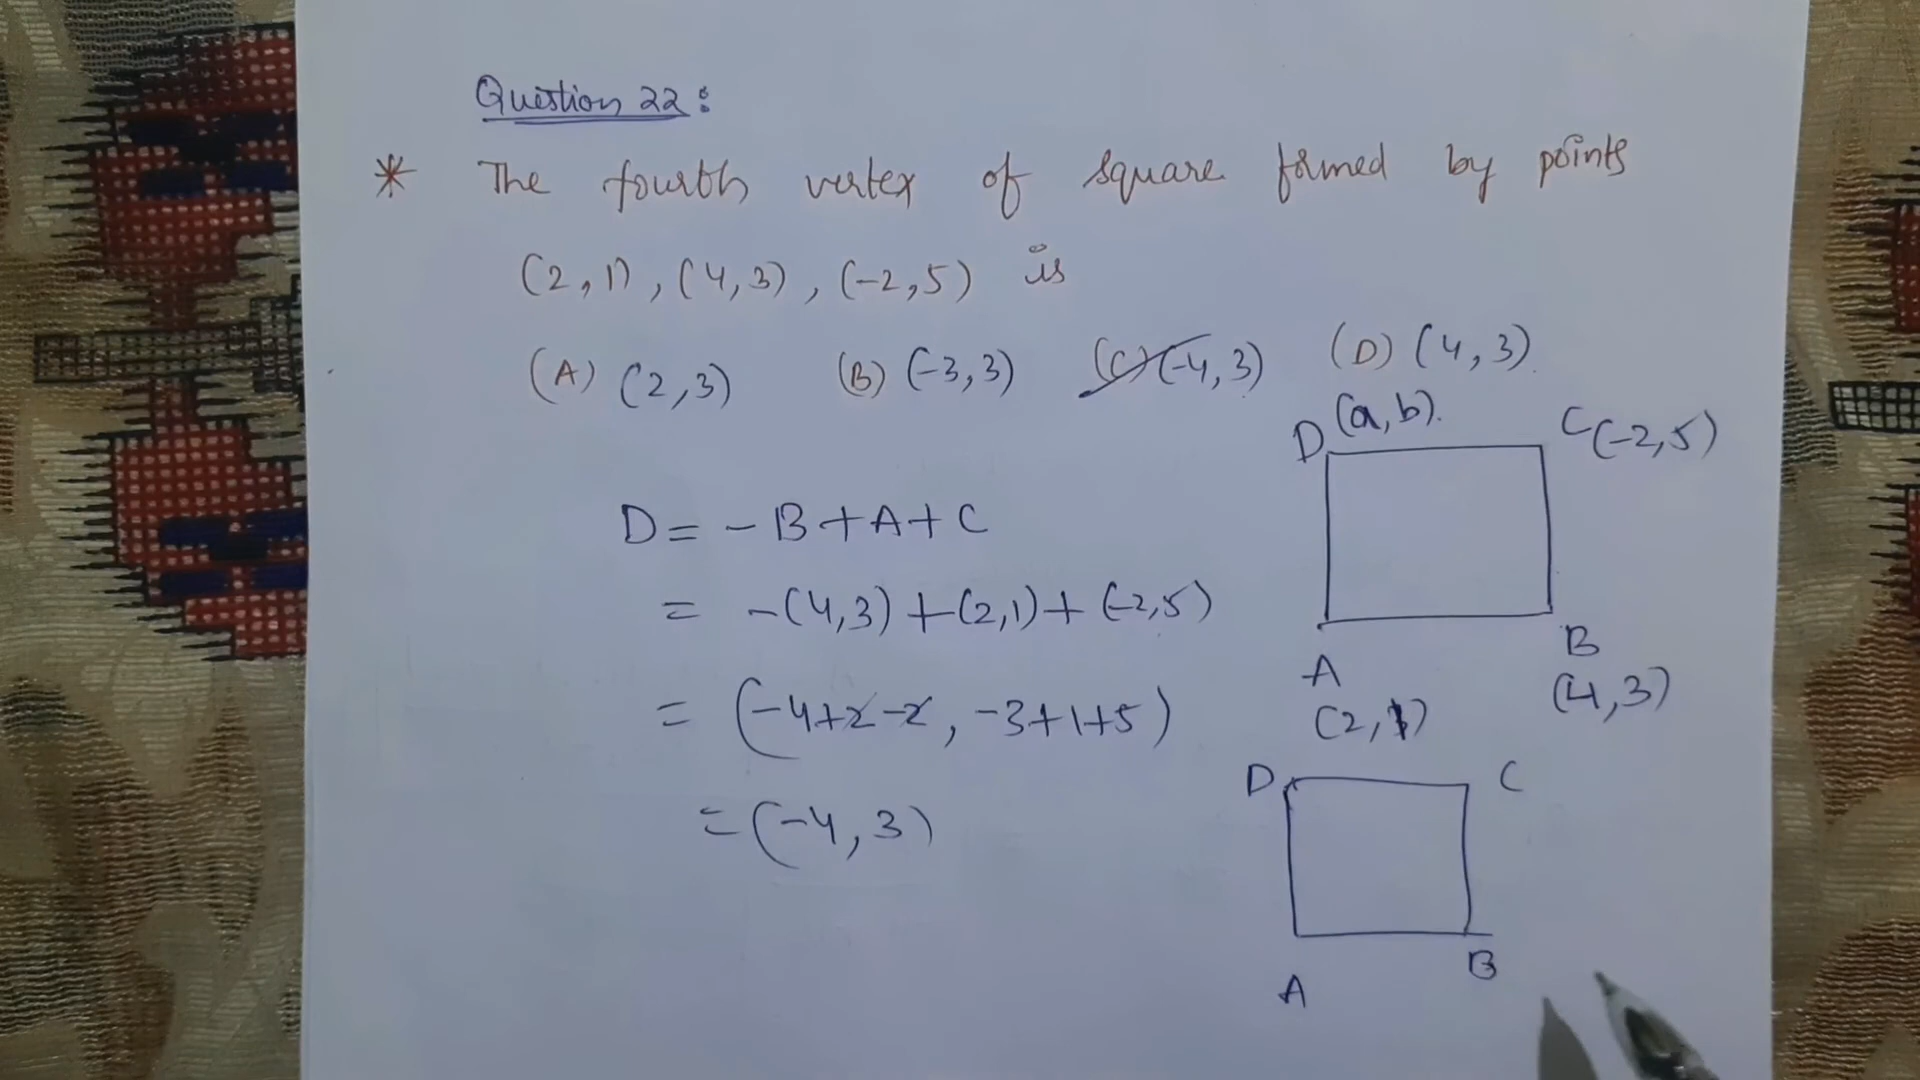 Question 22:
* The fourth vertex of square formed by points
(2,1), (4,3), (-2,5) is
(A) (2,3) (B) (-3,3) (C) (-4,3) (D) (4,3).
D (a,b). C (-2,5)
D = -B+A+C
= -(4,3)+(2,1)+(-2,5)
= (-4+2-2, -3+1+5)
= (-4,3)
A
(2,1)
B
(4,3)
D C
A B